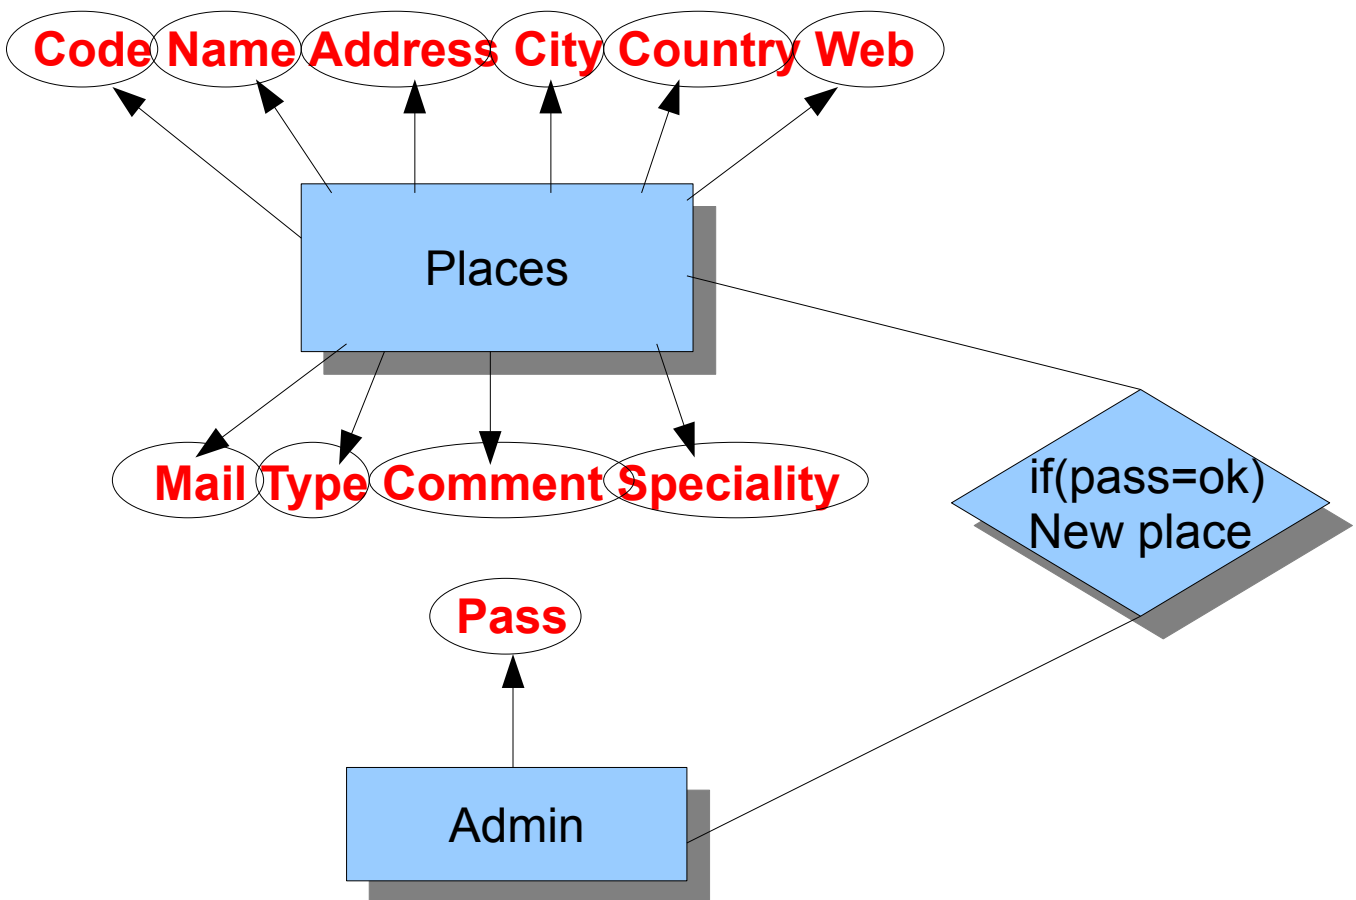 Code Name Address City Country Web
Places
Mail Type Comment Speciality
if(pass=ok)
New place
Pass
Admin